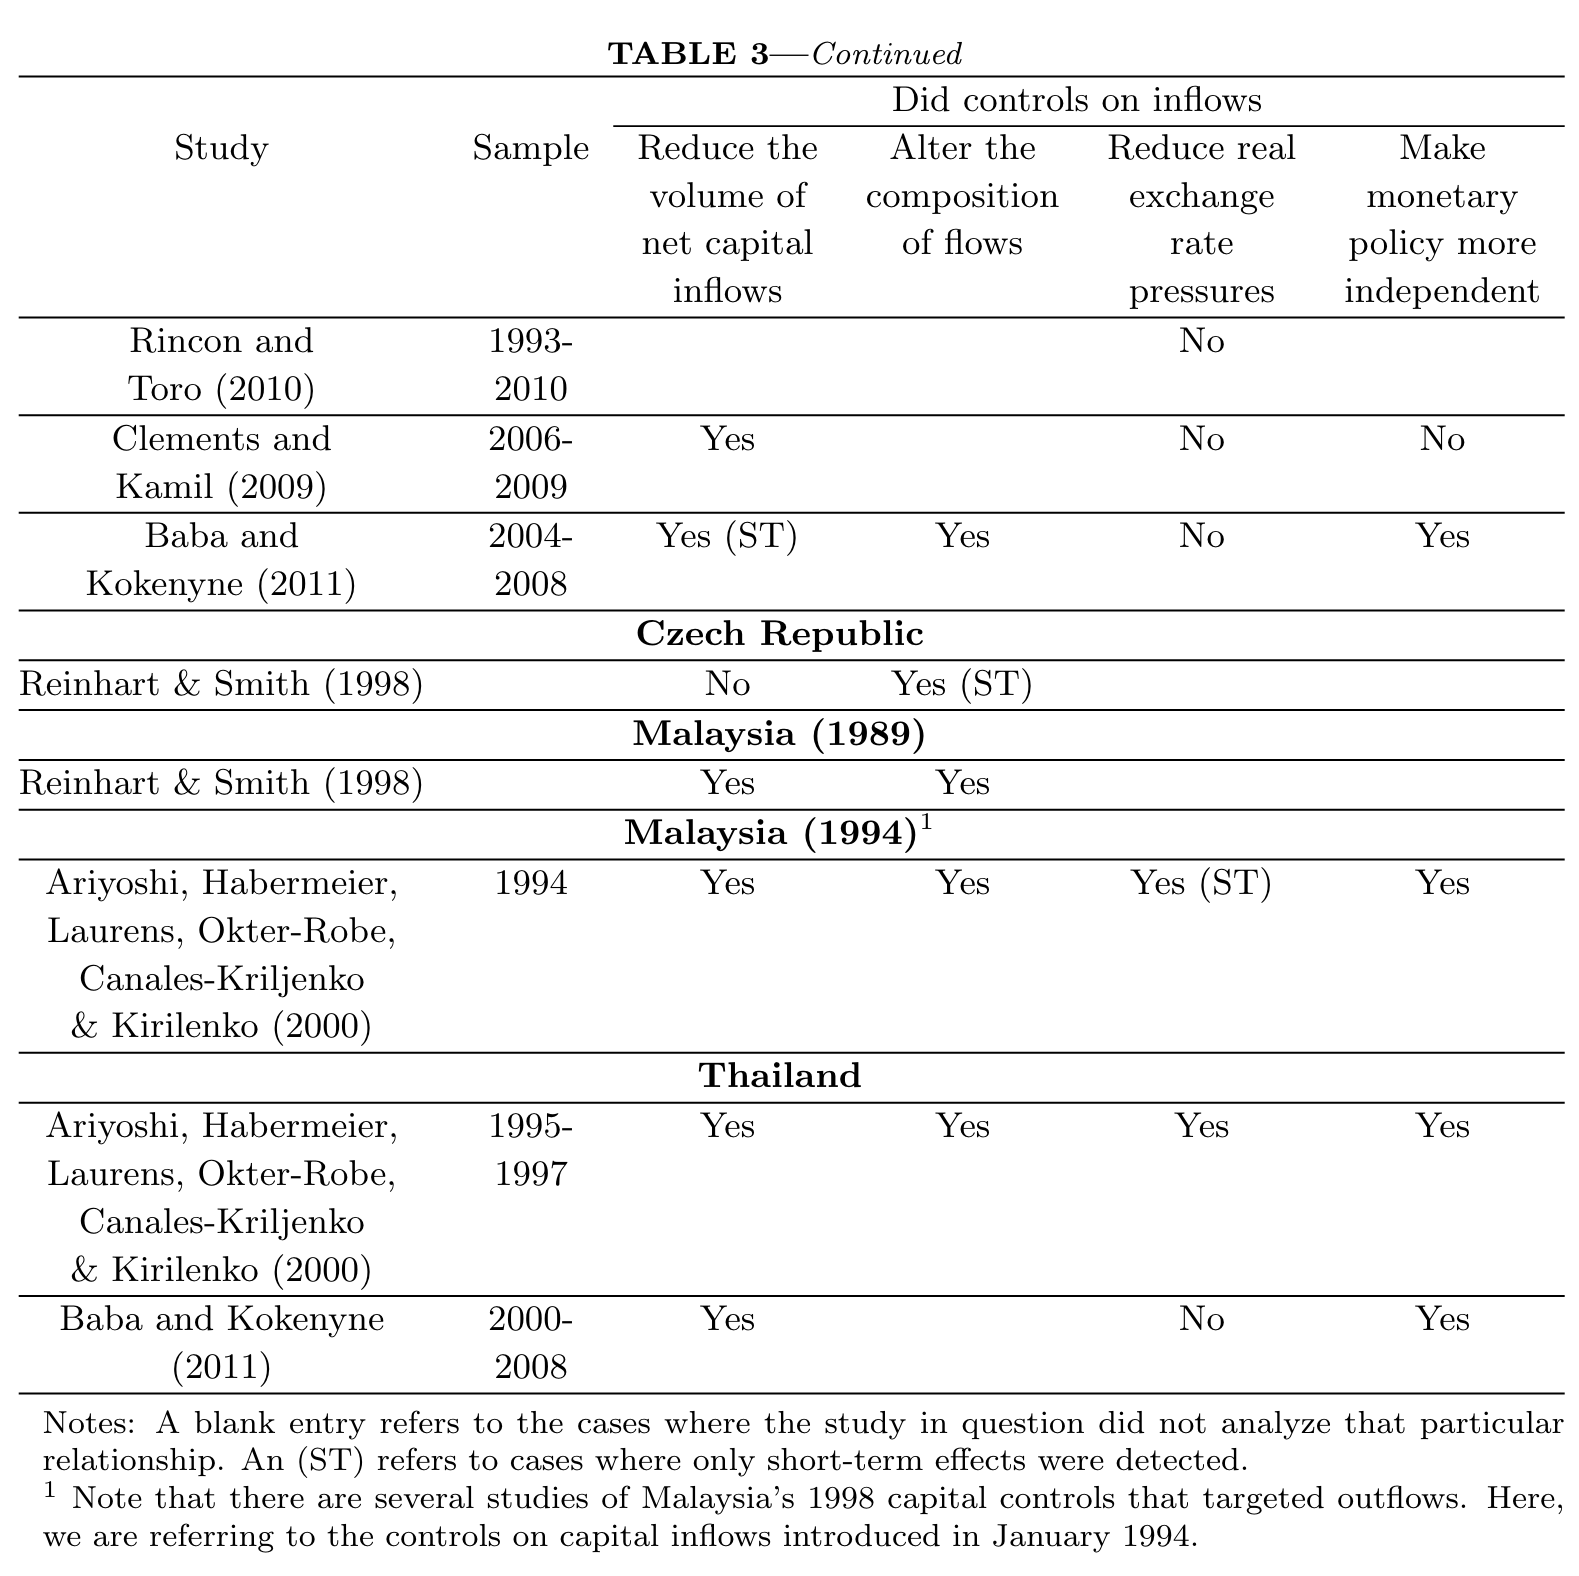 TABLE 3—Continued
Did controls on inflows
Study Sample Reduce the Alter the Reduce real Make
volume of composition exchange monetary
net capital of flows rate policy more
inflows pressures independent
Rincon and 1993- No
Toro (2010) 2010
Clements and 2006- Yes No No
Kamil (2009) 2009
Baba and 2004- Yes (ST) Yes No Yes
Kokenyne (2011) 2008
Czech Republic
Reinhart & Smith (1998) No Yes (ST)
Malaysia (1989)
Reinhart & Smith (1998) Yes Yes
Malaysia (1994)1
Ariyoshi, Habermeier, 1994 Yes Yes Yes (ST) Yes
Laurens, Okter-Robe,
Canales-Kriljenko
& Kirilenko (2000)
Thailand
Ariyoshi, Habermeier, 1995- Yes Yes Yes Yes
Laurens, Okter-Robe, 1997
Canales-Kriljenko
& Kirilenko (2000)
Baba and Kokenyne 2000- Yes No Yes
(2011) 2008
Notes: A blank entry refers to the cases where the study in question did not analyze that particular
relationship. An (ST) refers to cases where only short-term effects were detected.
1 Note that there are several studies of Malaysia's 1998 capital controls that targeted outflows. Here,
we are referring to the controls on capital inflows introduced in January 1994.